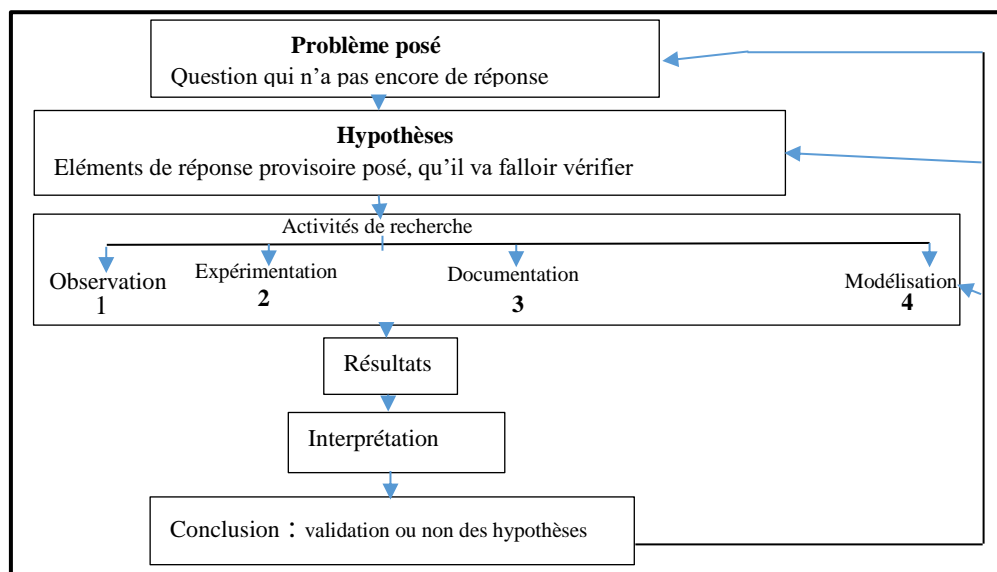 Problème posé
Question qui n’a pas encore de réponse
Hypothèses
Eléments de réponse provisoire posé, qu’il va falloir vérifier
Activités de recherche
Observation
1
Expérimentation
2
Documentation
3
Modélisation
4
Résultats
Interprétation
Conclusion : validation ou non des hypothèses